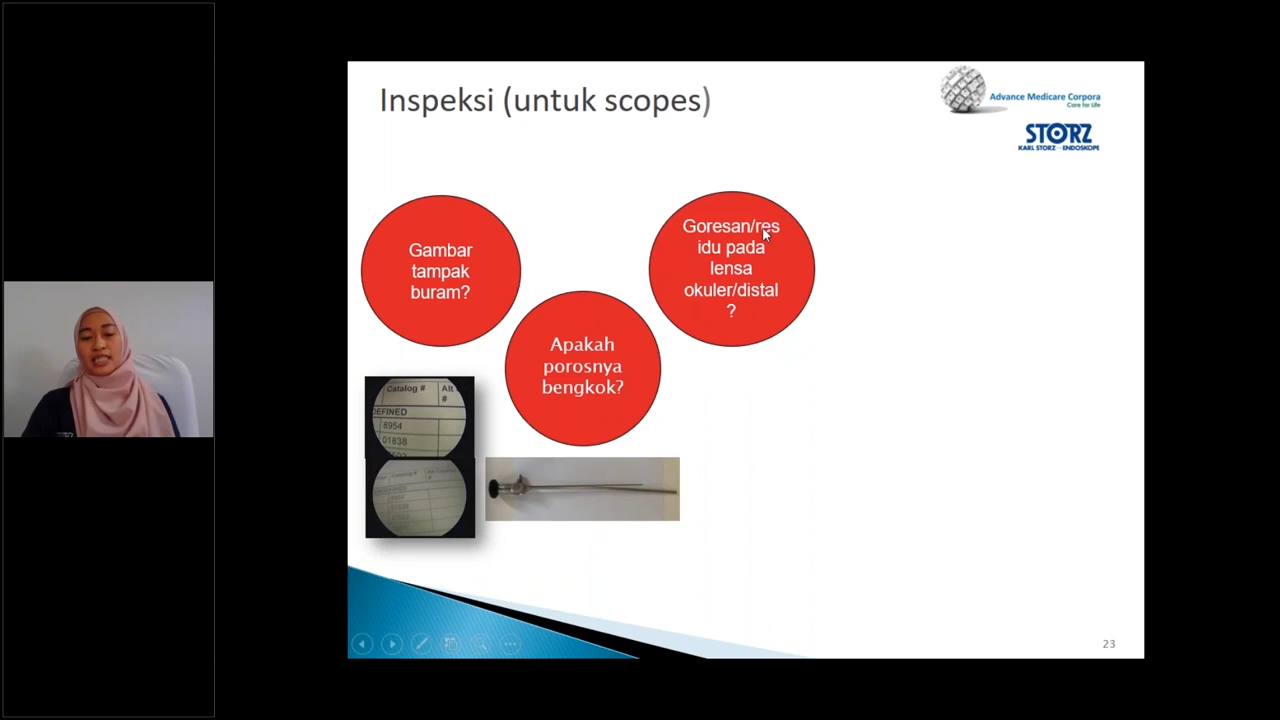 Inspeksi (untuk scopes)
Advance Medicare Corpora
Care for Life
STORZ
KARL STORZ – ENDOSKOPE
Gambar
tampak
buram?
Apakah
porosnya
bengkok?
Goresan/res
idu pada
lensa
okuler/distal
?
Catalog # Alt
#
DEFINED
8954
01838
23